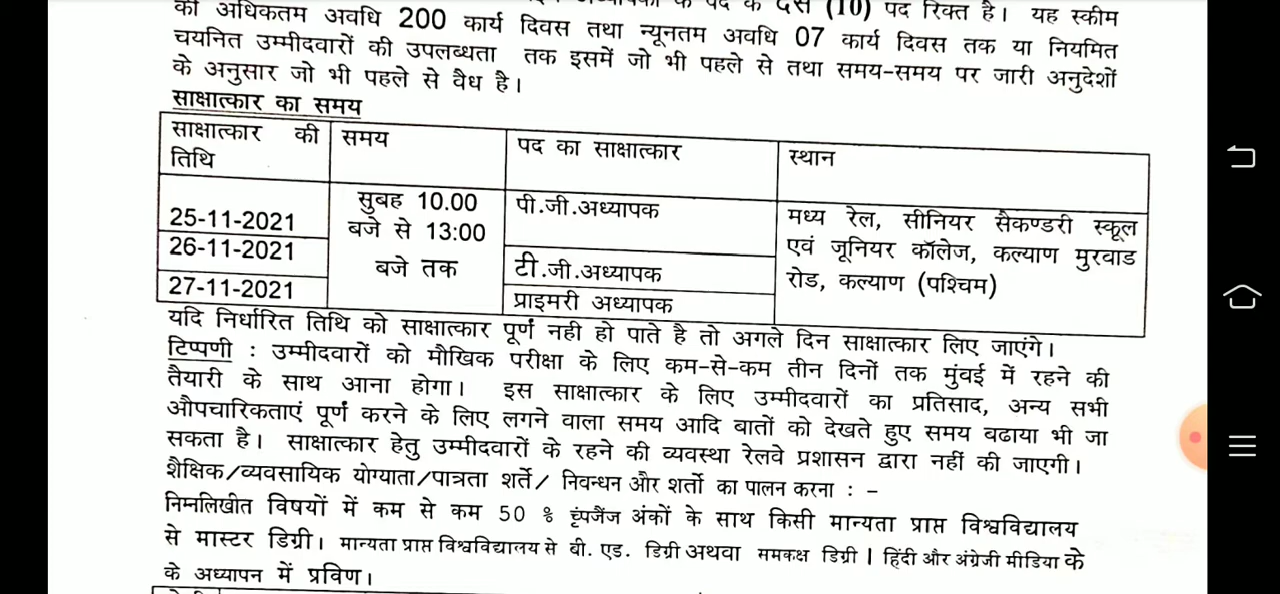 की अधिकतम अवधि 200 कार्य दिवस तथा न्यूनतम अवधि 07 कार्य दिवस तक या नियमित
चयनित उम्मीदवारों की उपलब्धता तक इसमें जो भी पहले से तथा समय-समय पर जारी अनुदेशों
के अनुसार जो भी पहले से वैध है।
साक्षात्कार का समय
साक्षात्कार की तिथि
समय
पद का साक्षात्कार
स्थान
25-11-2021
26-11-2021
27-11-2021
सुबह 10.00
बजे से 13:00
बजे तक
पी.जी.अध्यापक
टी.जी.अध्यापक
प्राइमरी अध्यापक
मध्य रेल, सीनियर सैकण्डरी स्कूल
एवं जूनियर कॉलेज, कल्याण मुरवाड
रोड, कल्याण (पश्चिम)
यदि निर्धारित तिथि को साक्षात्कार पूर्ण नही हो पाते है तो अगले दिन साक्षात्कार लिए जाएंगे।
टिप्पणी : उम्मीदवारों को मौखिक परीक्षा के लिए कम-से-कम तीन दिनों तक मुंबई में रहने की
तैयारी के साथ आना होगा। इस साक्षात्कार के लिए उम्मीदवारों का प्रतिसाद, अन्य सभी
औपचारिकताएं पूर्ण करने के लिए लगने वाला समय आदि बातों को देखते हुए समय बढाया भी जा
सकता है। साक्षात्कार हेतु उम्मीदवारों के रहने की व्यवस्था रेलवे प्रशासन द्वारा नहीं की जाएगी।
शैक्षिक/व्यवसायिक योग्याता/पात्रता शर्ते/ निवन्धन और शर्तो का पालन करना : –
निम्नलिखीत विषयों में कम से कम 50 % अंकों के साथ किसी मान्यता प्राप्त विश्वविद्यालय
से मास्टर डिग्री। मान्यता प्राप्त विश्वविद्यालय से बी. एड. डिग्री अथवा समकक्ष डिग्री। हिंदी और अंग्रेजी मीडिया के
के अध्यापन में प्रविण।